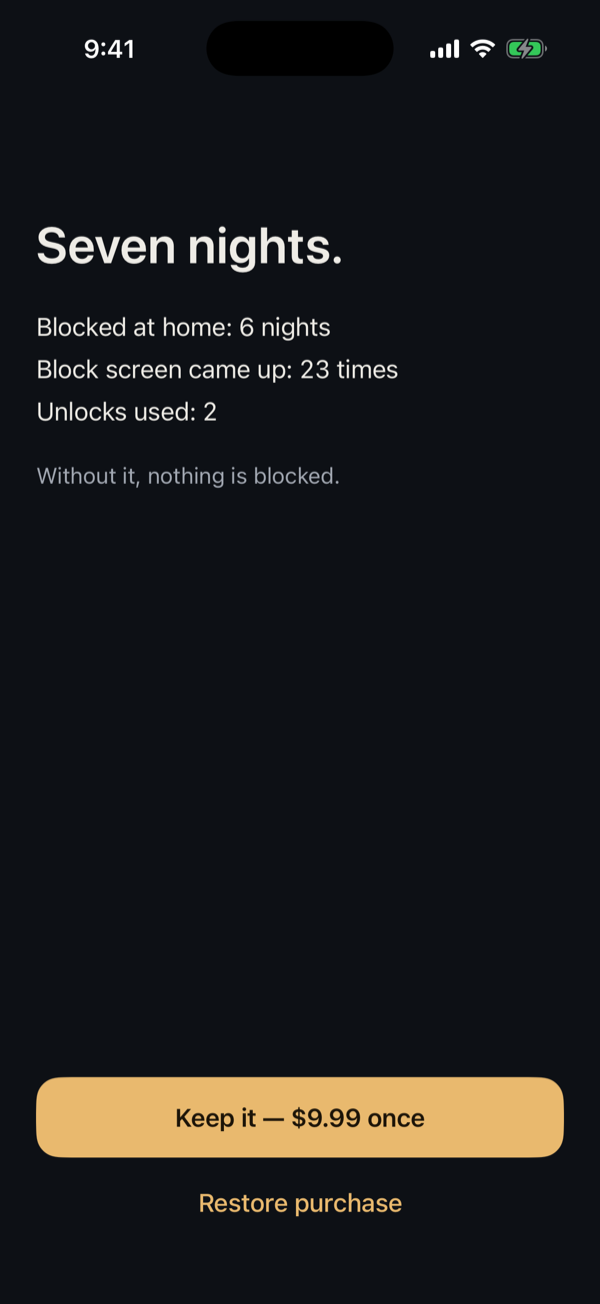 9:41
Seven nights.
Blocked at home: 6 nights
Block screen came up: 23 times
Unlocks used: 2
Without it, nothing is blocked.
Keep it — $9.99 once
Restore purchase